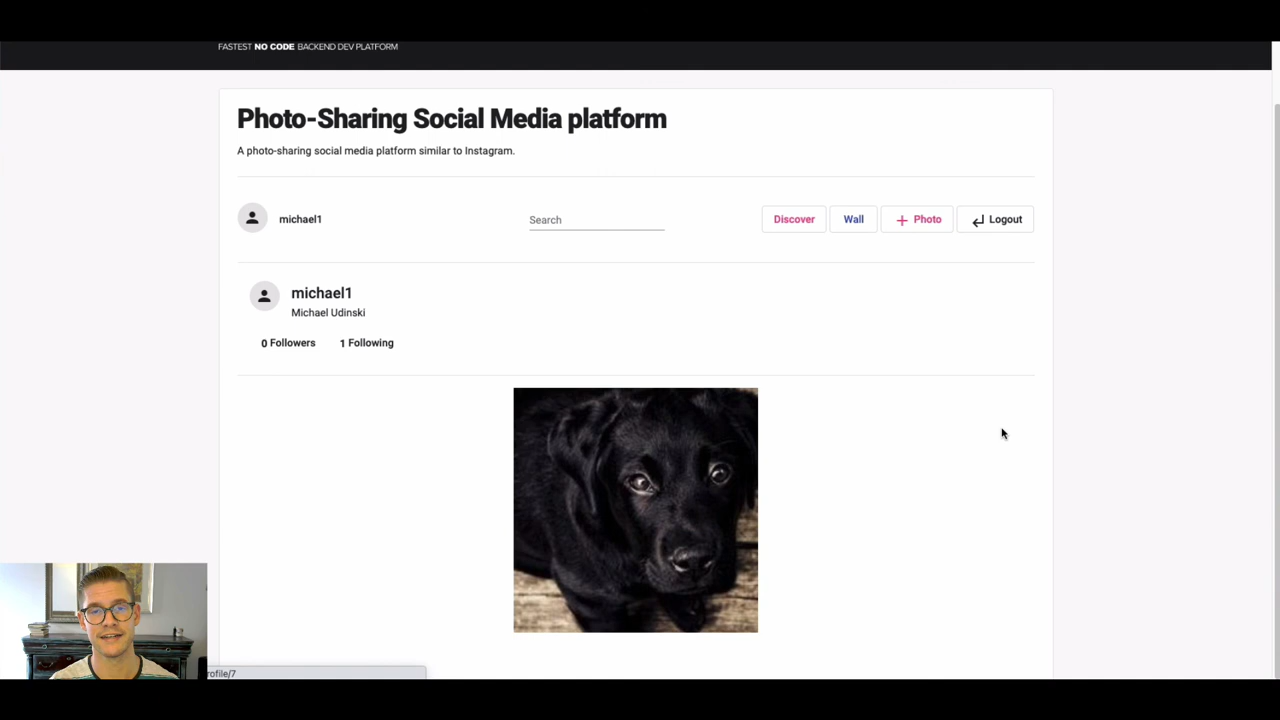 FASTEST NO CODE BACKEND DEV PLATFORM
Photo-Sharing Social Media platform
A photo-sharing social media platform similar to Instagram.
michael1
Search
Discover
Wall
+ Photo
Logout
michael1
Michael Udinski
0 Followers
1 Following
rofile/7